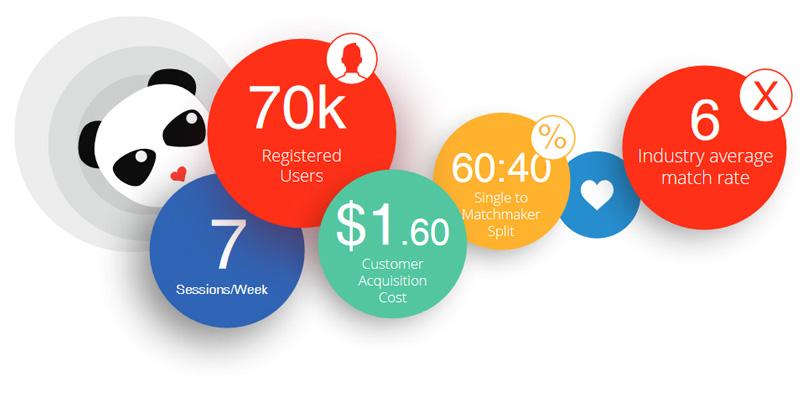 70k
Registered
Users
7
Sessions/Week
$1.60
Customer
Acquisition
Cost
60:40
%
Single to
Matchmaker
Split
6
X
Industry average
match rate